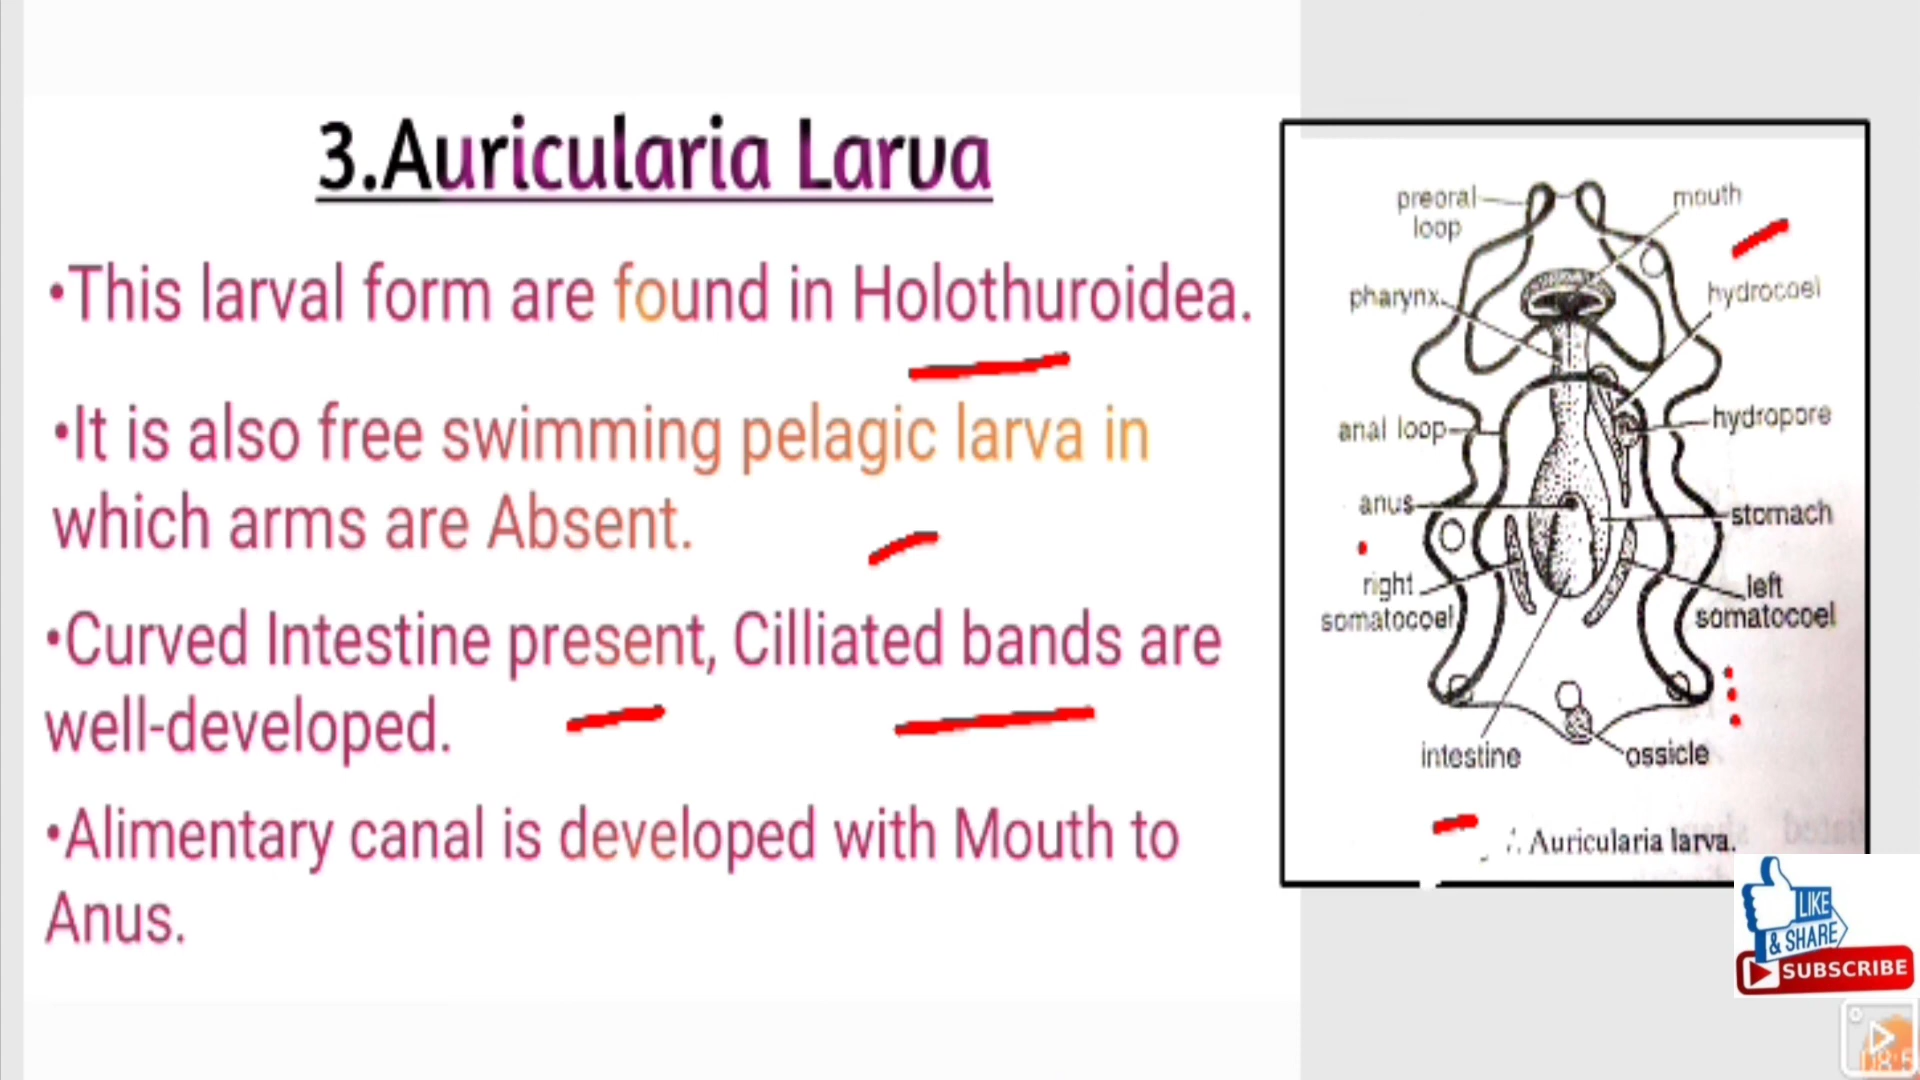 3.Auricularia Larva
•This larval form are found in Holothuroidea.
•It is also free swimming pelagic larva in
which arms are Absent.
•Curved Intestine present, Cilliated bands are
well-developed.
•Alimentary canal is developed with Mouth to
Anus.
preoral
loop
mouth
pharynx
hydrocoel
anal loop
hydropore
anus
stomach
right
somatocoel
left
somatocoel
intestine
ossicle
Auricularia larva.
LIKE
& SHARE
SUBSCRIBE